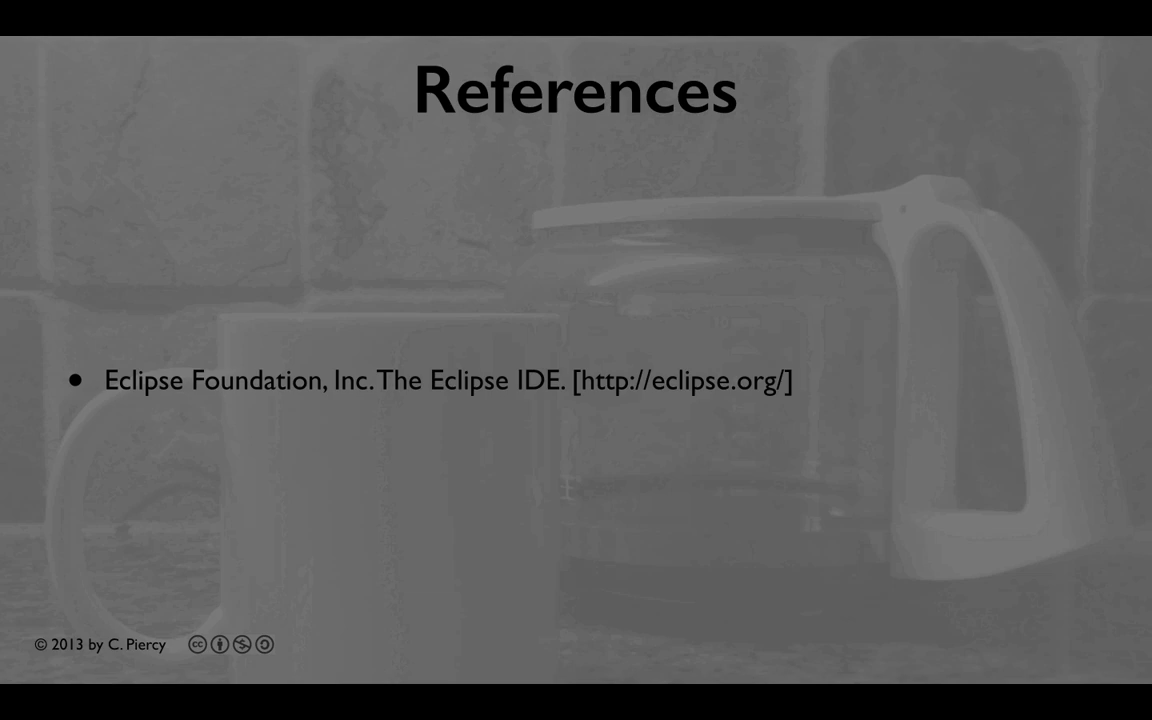 References
• Eclipse Foundation, Inc. The Eclipse IDE. [http://eclipse.org/]
© 2013 by C. Piercy